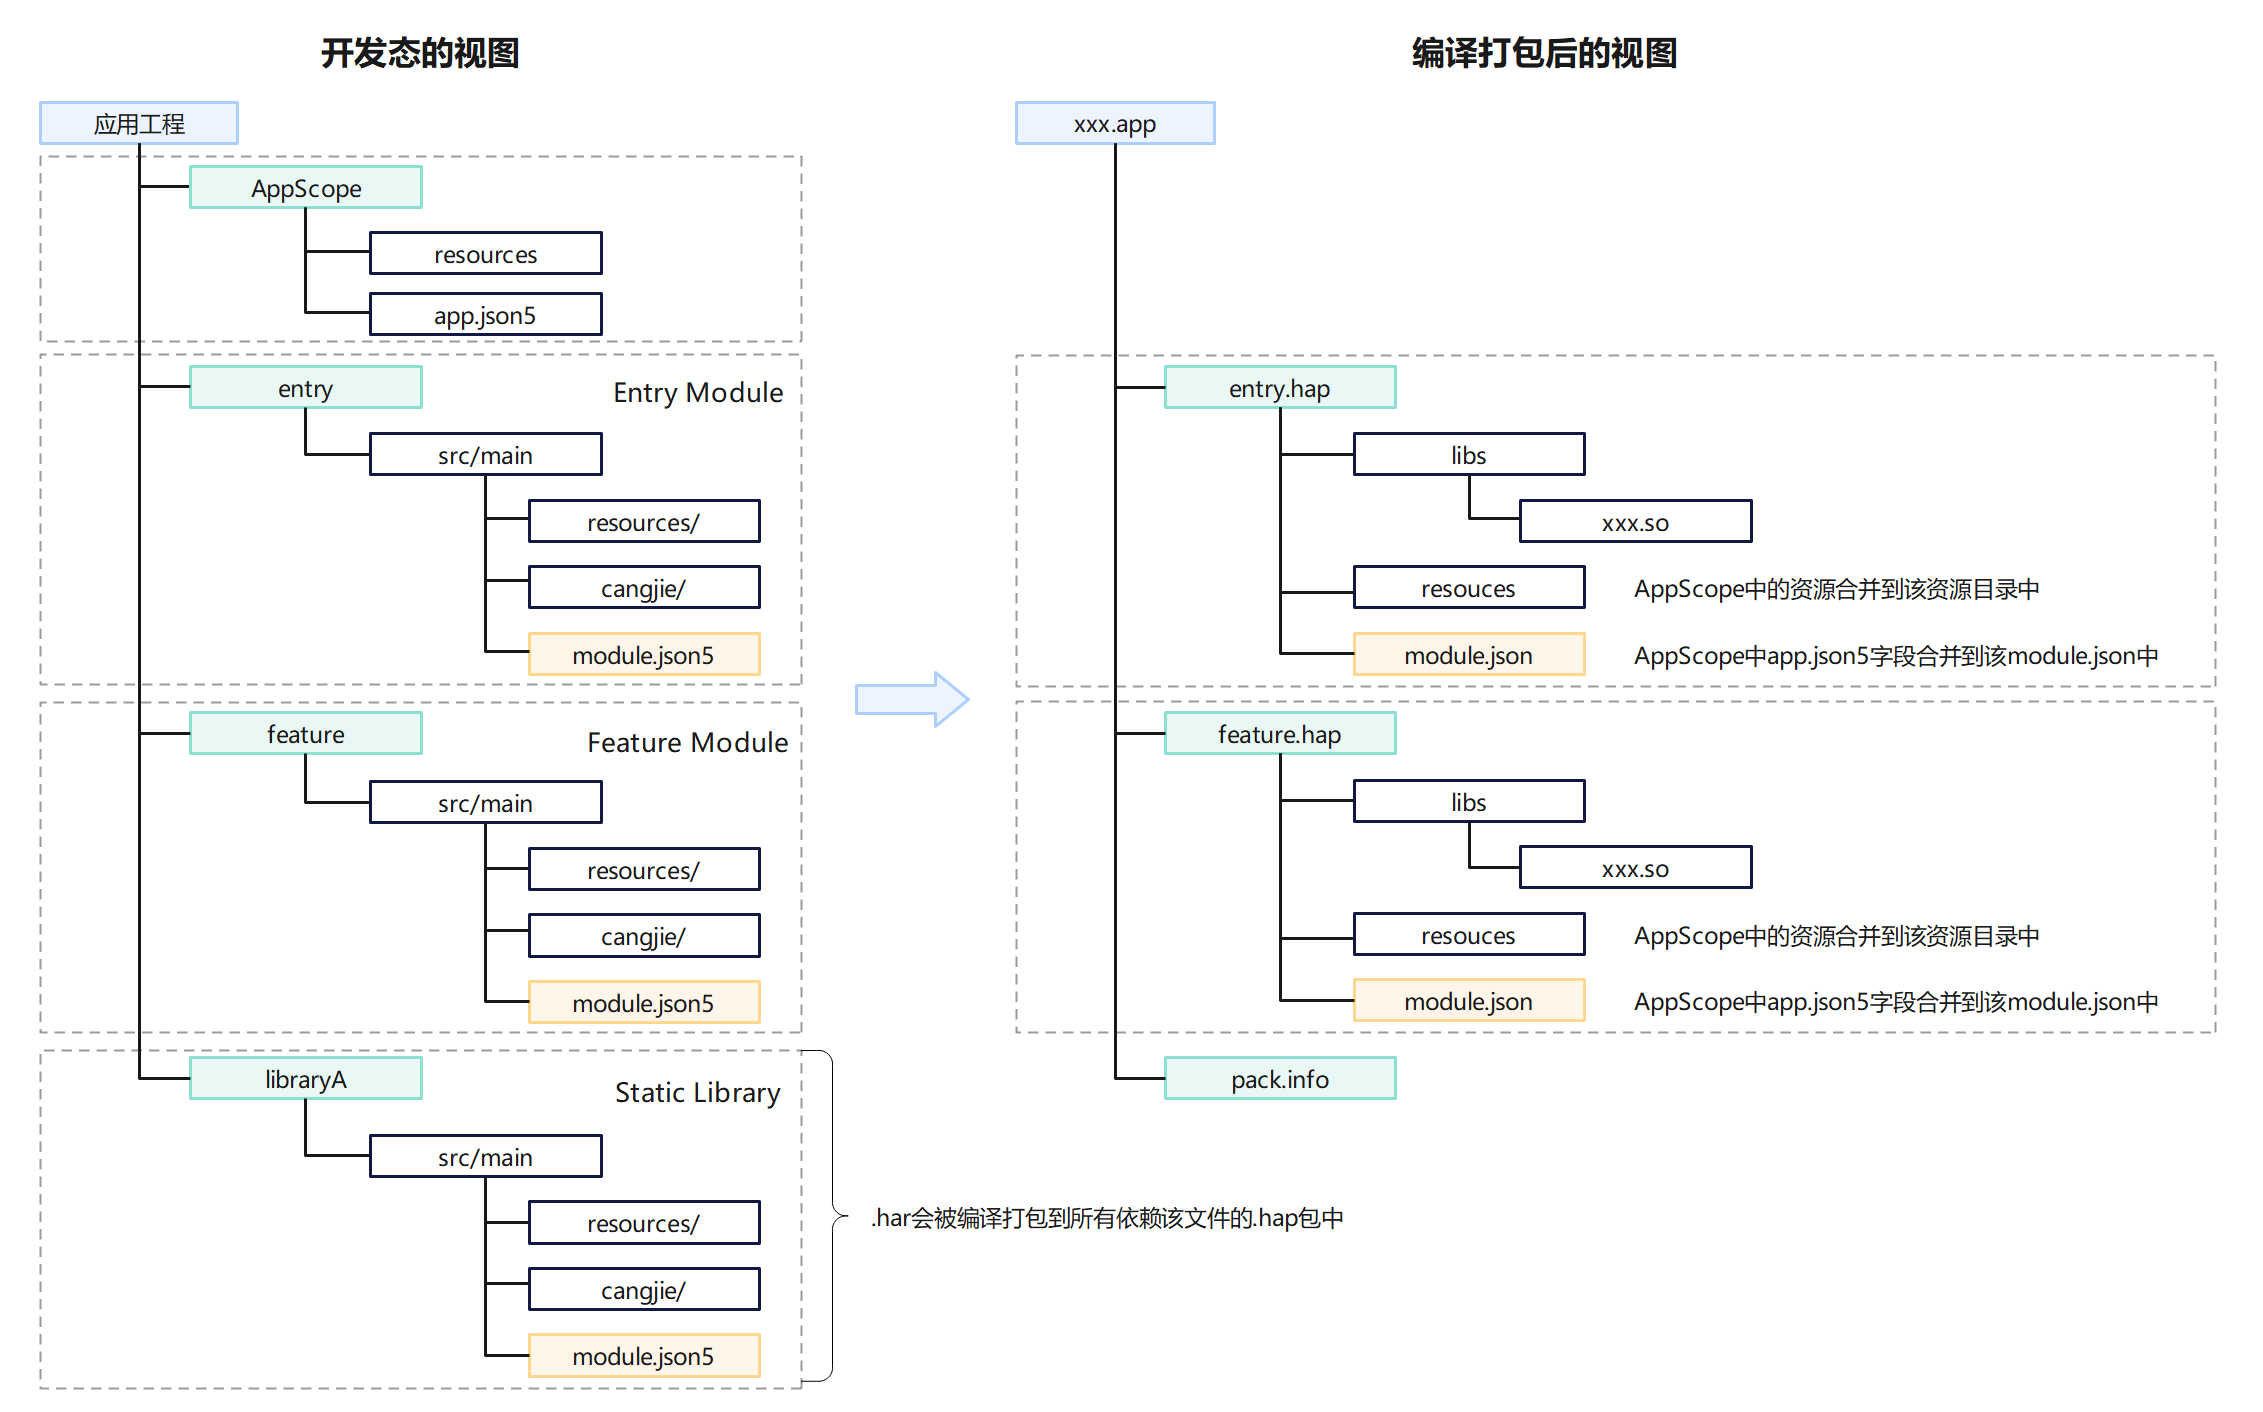 开发态的视图
应用工程
AppScope
resources
app.json5
entry
Entry Module
src/main
resources/
cangjie/
module.json5
feature
Feature Module
src/main
resources/
cangjie/
module.json5
libraryA
Static Library
src/main
resources/
cangjie/
module.json5
.har会被编译打包到所有依赖该文件的.hap包中
编译打包后的视图
xxx.app
entry.hap
libs
xxx.so
resouces
AppScope中的资源合并到该资源目录中
module.json
AppScope中app.json5字段合并到该module.json中
feature.hap
libs
xxx.so
resouces
AppScope中的资源合并到该资源目录中
module.json
AppScope中app.json5字段合并到该module.json中
pack.info